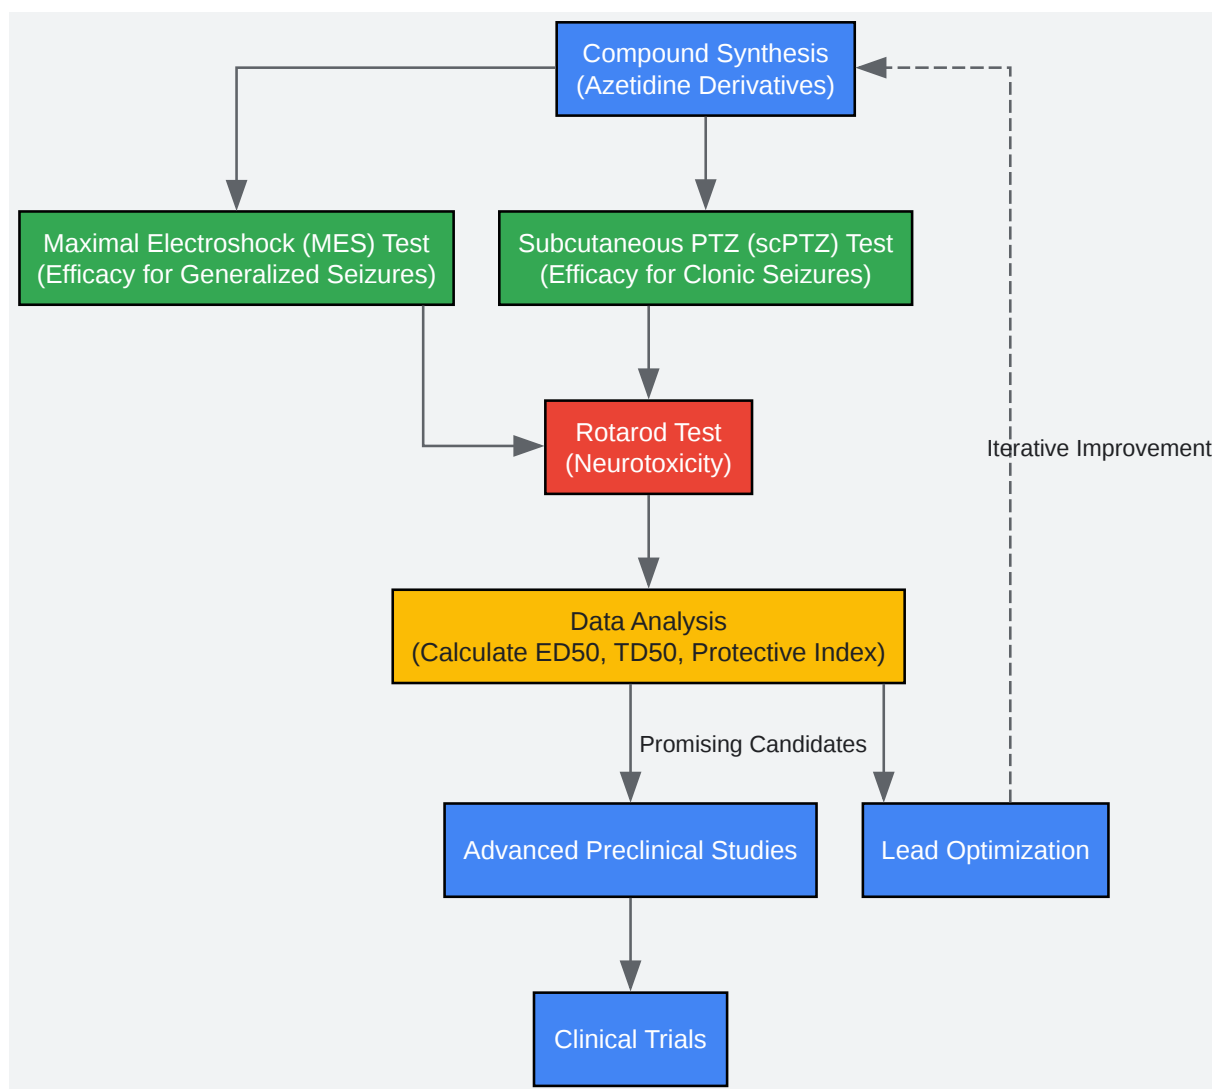 Compound Synthesis
(Azetidine Derivatives)
Maximal Electroshock (MES) Test
(Efficacy for Generalized Seizures)
Subcutaneous PTZ (scPTZ) Test
(Efficacy for Clonic Seizures)
Rotarod Test
(Neurotoxicity)
Iterative Improvement
Data Analysis
(Calculate ED50, TD50, Protective Index)
Promising Candidates
Advanced Preclinical Studies
Lead Optimization
Clinical Trials